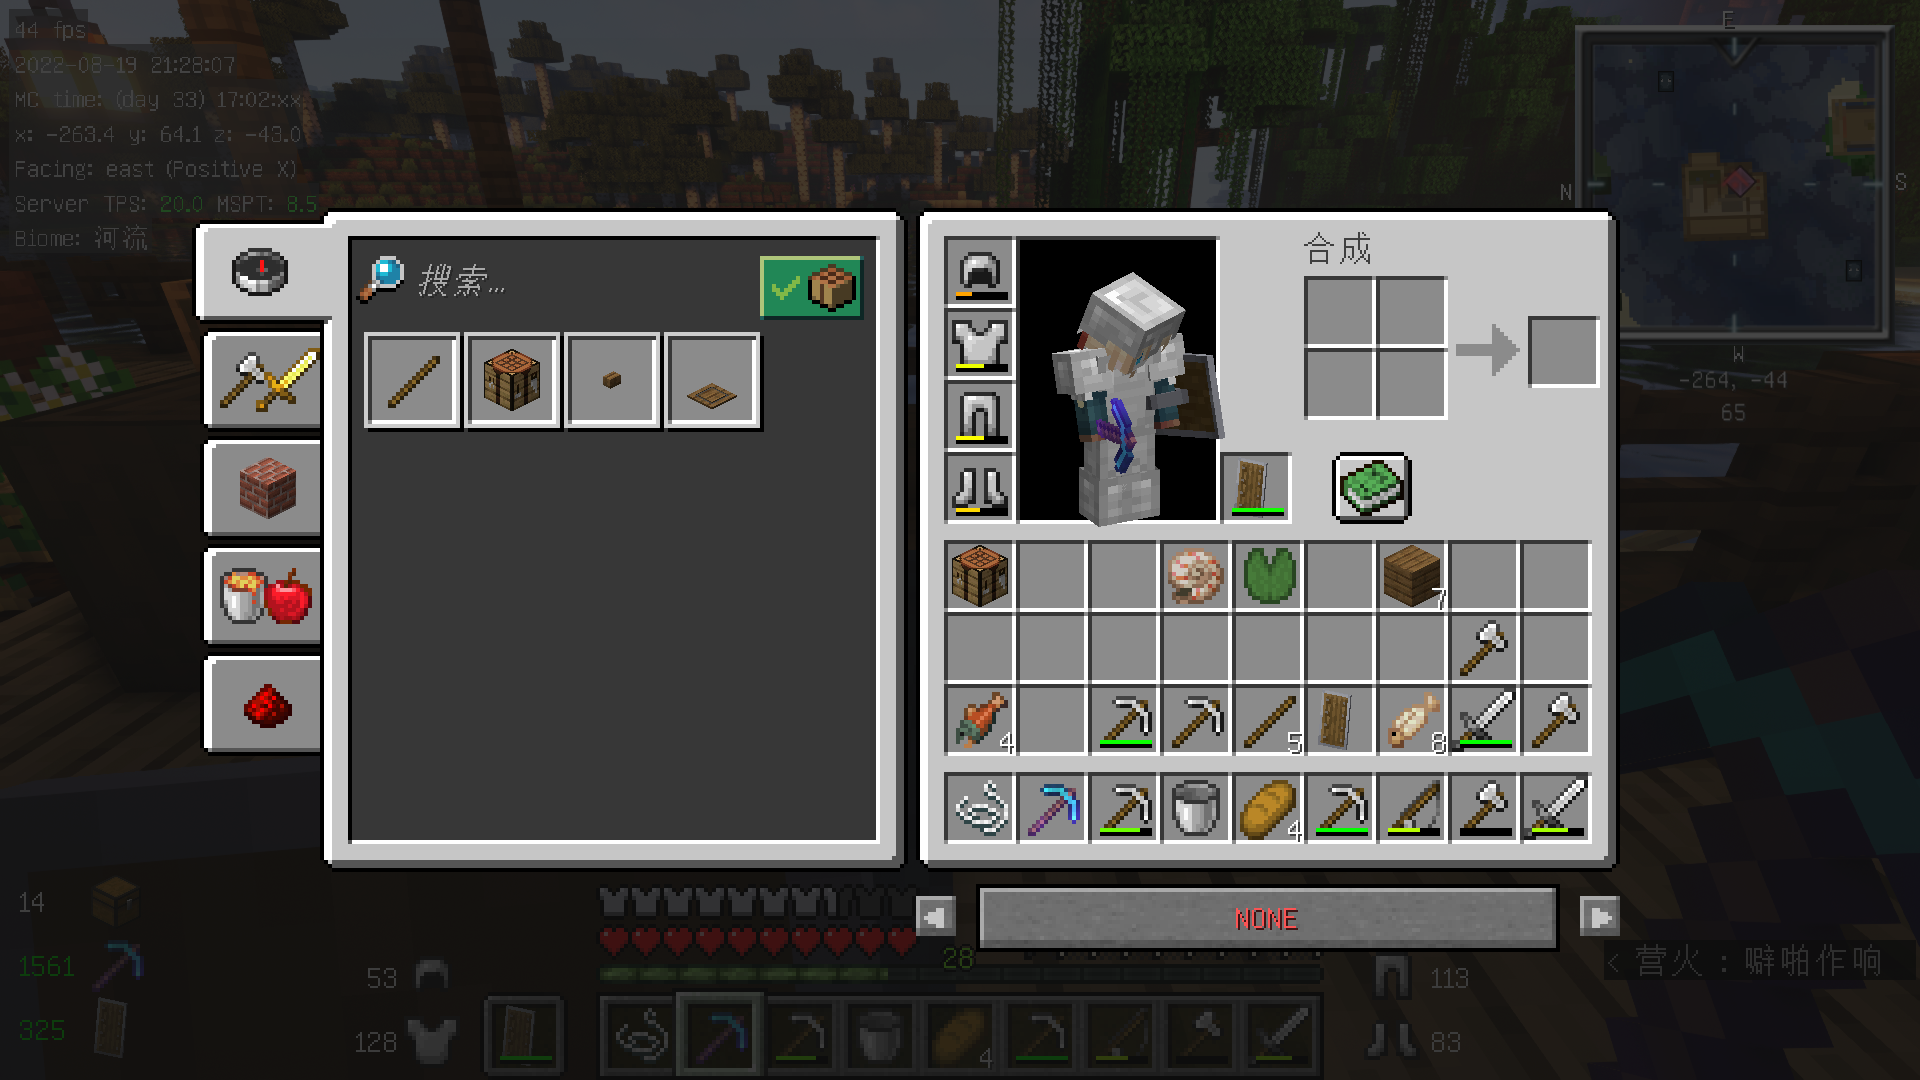 44 fps
2022-08-19 21:28:07
MC time: (day 33) 17:02:xx
x: -263.4 y: 64.1 z: -43.0
Facing: east (Positive X)
Server TPS: 20.0 MSPT: 8.5
Biome: 河流
E
N
S
W
-264, -44
65
搜索...
合成
7
4
5
8
4
NONE
28
14
1561
325
53
128
4
113
83
< 营火：噼啪作响